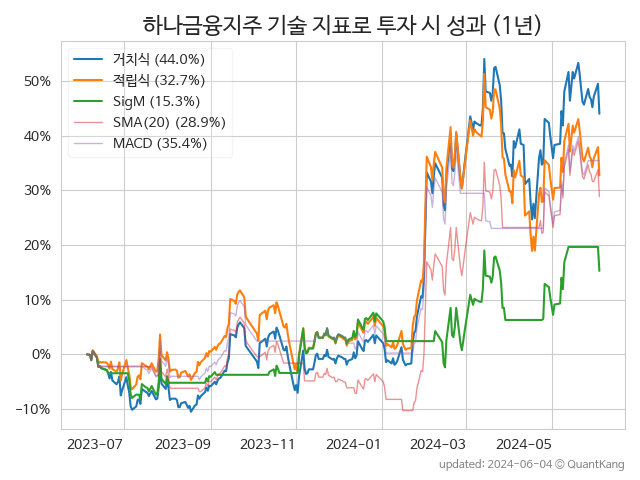 하나금융지주 기술 지표로 투자 시 성과 (1년)
거치식 (44.0%)
적립식 (32.7%)
SigM (15.3%)
SMA(20) (28.9%)
MACD (35.4%)
50%
40%
30%
20%
10%
0%
−10%
2023-07 2023-09 2023-11 2024-01 2024-03 2024-05
updated: 2024-06-04 © QuantKang